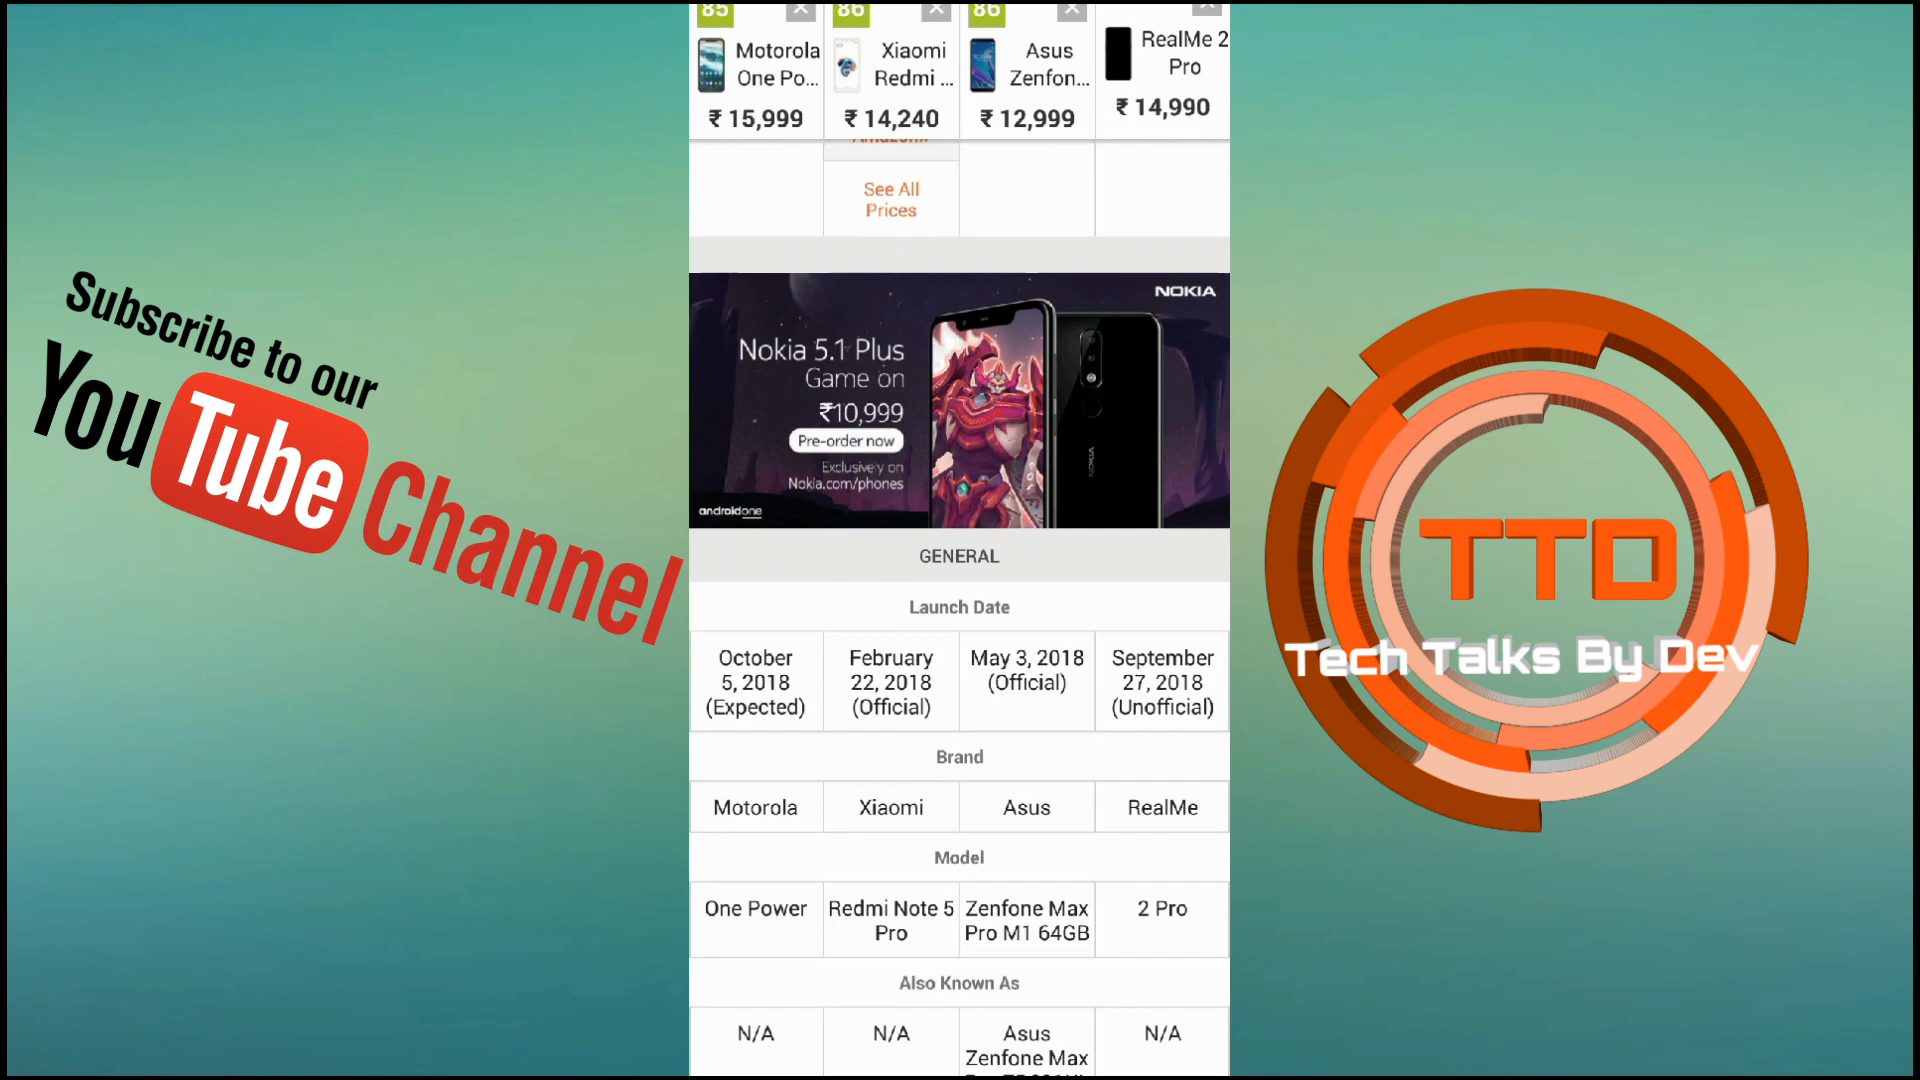 Subscribe to our
YouTube Channel
85
86
86
Motorola
One Po...
₹ 15,999
Xiaomi
Redmi ...
₹ 14,240
Asus
Zenfon...
₹ 12,999
RealMe 2
Pro
₹ 14,990
See All
Prices
NOKIA
Nokia 5.1 Plus
Game on
₹10,999
Pre-order now
Exclusively on
Nokia.com/phones
androidone
NOKIA
GENERAL
Launch Date
October
5, 2018
(Expected)
February
22, 2018
(Official)
May 3, 2018
(Official)
September
27, 2018
(Unofficial)
Brand
Motorola
Xiaomi
Asus
RealMe
Model
One Power
Redmi Note 5
Pro
Zenfone Max
Pro M1 64GB
2 Pro
Also Known As
N/A
N/A
Asus
Zenfone Max
N/A
TTD
Tech Talks By Dev